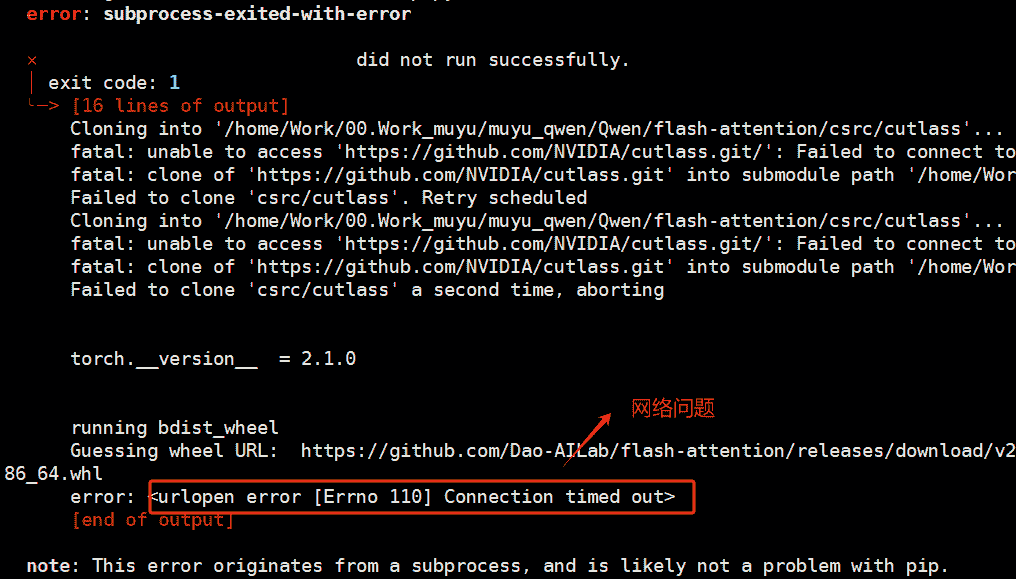 error: subprocess-exited-with-error
× did not run successfully.
│ exit code: 1
╰─> [16 lines of output]
Cloning into '/home/Work/00.Work_muyu/muyu_qwen/Qwen/flash-attention/csrc/cutlass'...
fatal: unable to access 'https://github.com/NVIDIA/cutlass.git/': Failed to connect to
fatal: clone of 'https://github.com/NVIDIA/cutlass.git' into submodule path '/home/Wor
Failed to clone 'csrc/cutlass'. Retry scheduled
Cloning into '/home/Work/00.Work_muyu/muyu_qwen/Qwen/flash-attention/csrc/cutlass'...
fatal: unable to access 'https://github.com/NVIDIA/cutlass.git/': Failed to connect to
fatal: clone of 'https://github.com/NVIDIA/cutlass.git' into submodule path '/home/Wor
Failed to clone 'csrc/cutlass' a second time, aborting
torch.__version__  = 2.1.0
网络问题
running bdist_wheel
Guessing wheel URL:  https://github.com/Dao-AILab/flash-attention/releases/download/v2
86_64.whl
error: <urlopen error [Errno 110] Connection timed out>
[end of output]
note: This error originates from a subprocess, and is likely not a problem with pip.